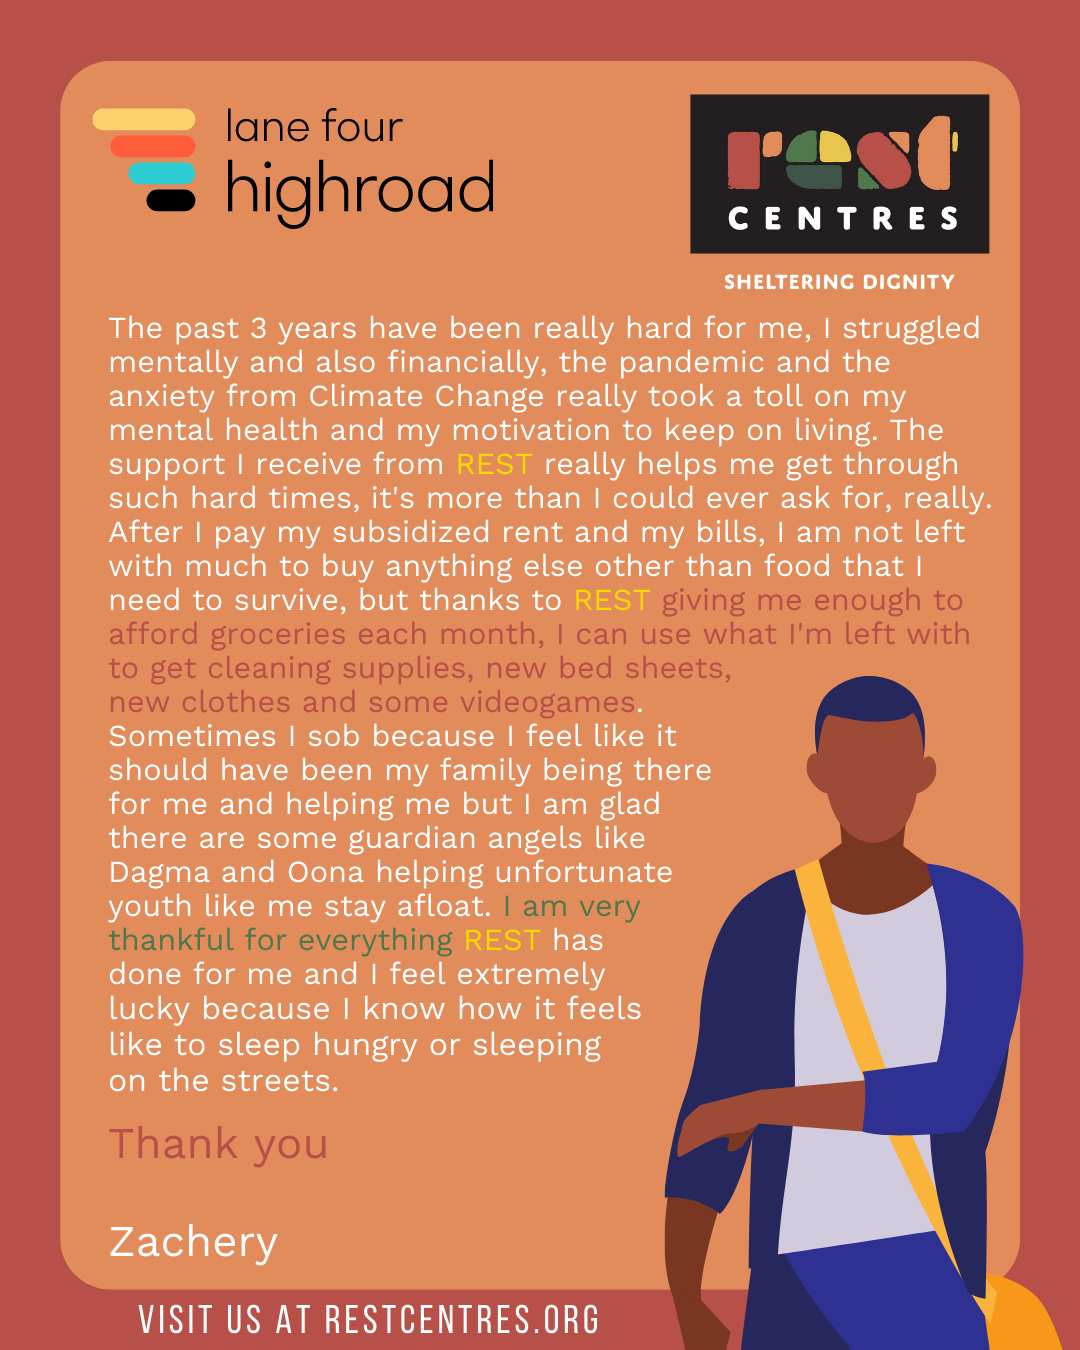 lane four
highroad
rest
CENTRES
SHELTERING DIGNITY
The past 3 years have been really hard for me, I struggled
mentally and also financially, the pandemic and the
anxiety from Climate Change really took a toll on my
mental health and my motivation to keep on living. The
support I receive from REST really helps me get through
such hard times, it's more than I could ever ask for, really.
After I pay my subsidized rent and my bills, I am not left
with much to buy anything else other than food that I
need to survive, but thanks to REST giving me enough to
afford groceries each month, I can use what I'm left with
to get cleaning supplies, new bed sheets,
new clothes and some videogames.
Sometimes I sob because I feel like it
should have been my family being there
for me and helping me but I am glad
there are some guardian angels like
Dagma and Oona helping unfortunate
youth like me stay afloat. I am very
thankful for everything REST has
done for me and I feel extremely
lucky because I know how it feels
like to sleep hungry or sleeping
on the streets.
Thank you
Zachery
VISIT US AT RESTCENTRES.ORG